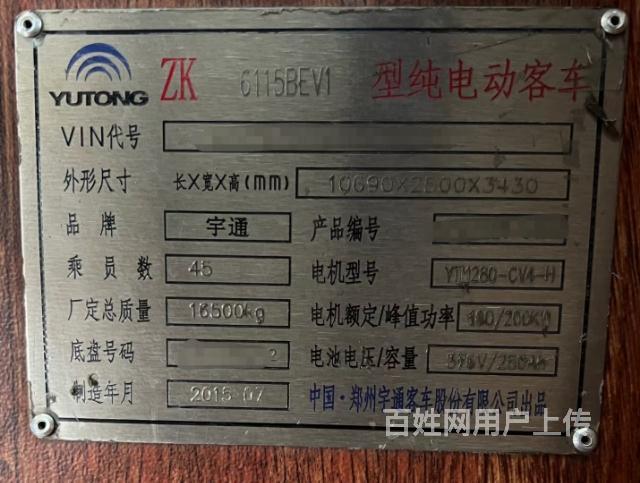 YUTONG ZK 6115BEV1 型纯电动客车
VIN代号
外形尺寸 长X宽X高(mm) 10690X2500X3430
品牌 宇通 产品编号
乘员数 45 电机型号 YTM280-CV4-H
厂定总质量 16500kg 电机额定/峰值功率
底盘号码 2 电池电压/容量
制造年月 2015-07 中国·郑州宇通客车股份有限公司出品
百姓网用户上传